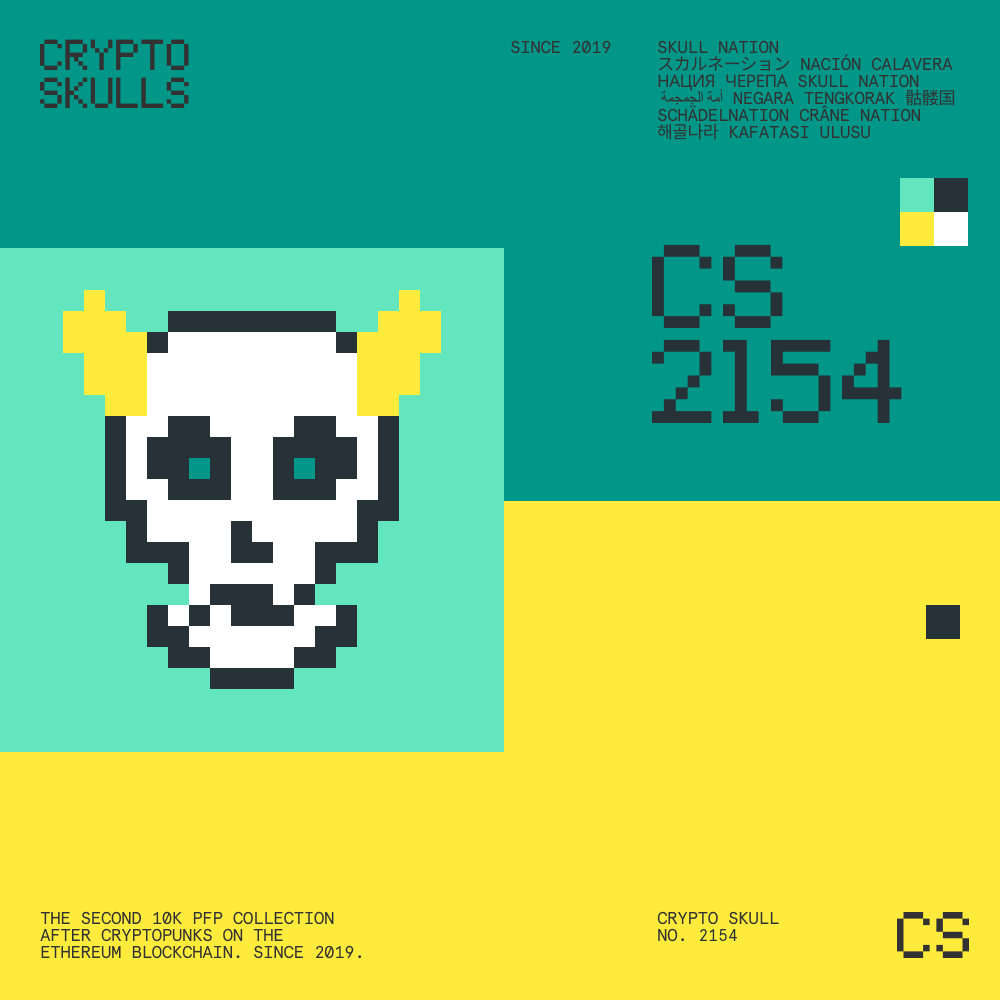 CRYPTO
SKULLS
SINCE 2019
SKULL NATION
スカルネーション NACIÓN CALAVERA
НАЦИЯ ЧЕРЕПА SKULL NATION
أمة الجمجمة NEGARA TENGKORAK 骷髏国
SCHÄDELNATION CRÂNE NATION
해골나라 KAFATASI ULUSU
CS
2154
THE SECOND 10K PFP COLLECTION
AFTER CRYPTOPUNKS ON THE
ETHEREUM BLOCKCHAIN. SINCE 2019.
CRYPTO SKULL
NO. 2154
CS